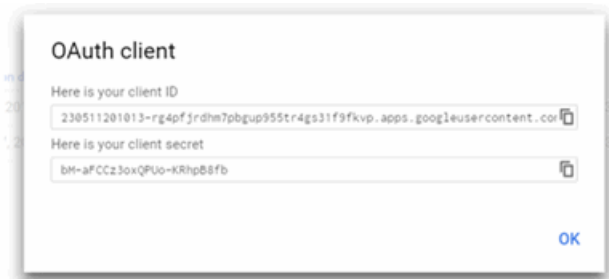 OAuth client
Here is your client ID
230511201013-rg4pfjrdhm7pbgup955tr4gs31f9fkvp.apps.googleusercontent.com
Here is your client secret
bM-aFCCz3oxQPUo-KRhpB8fb
OK